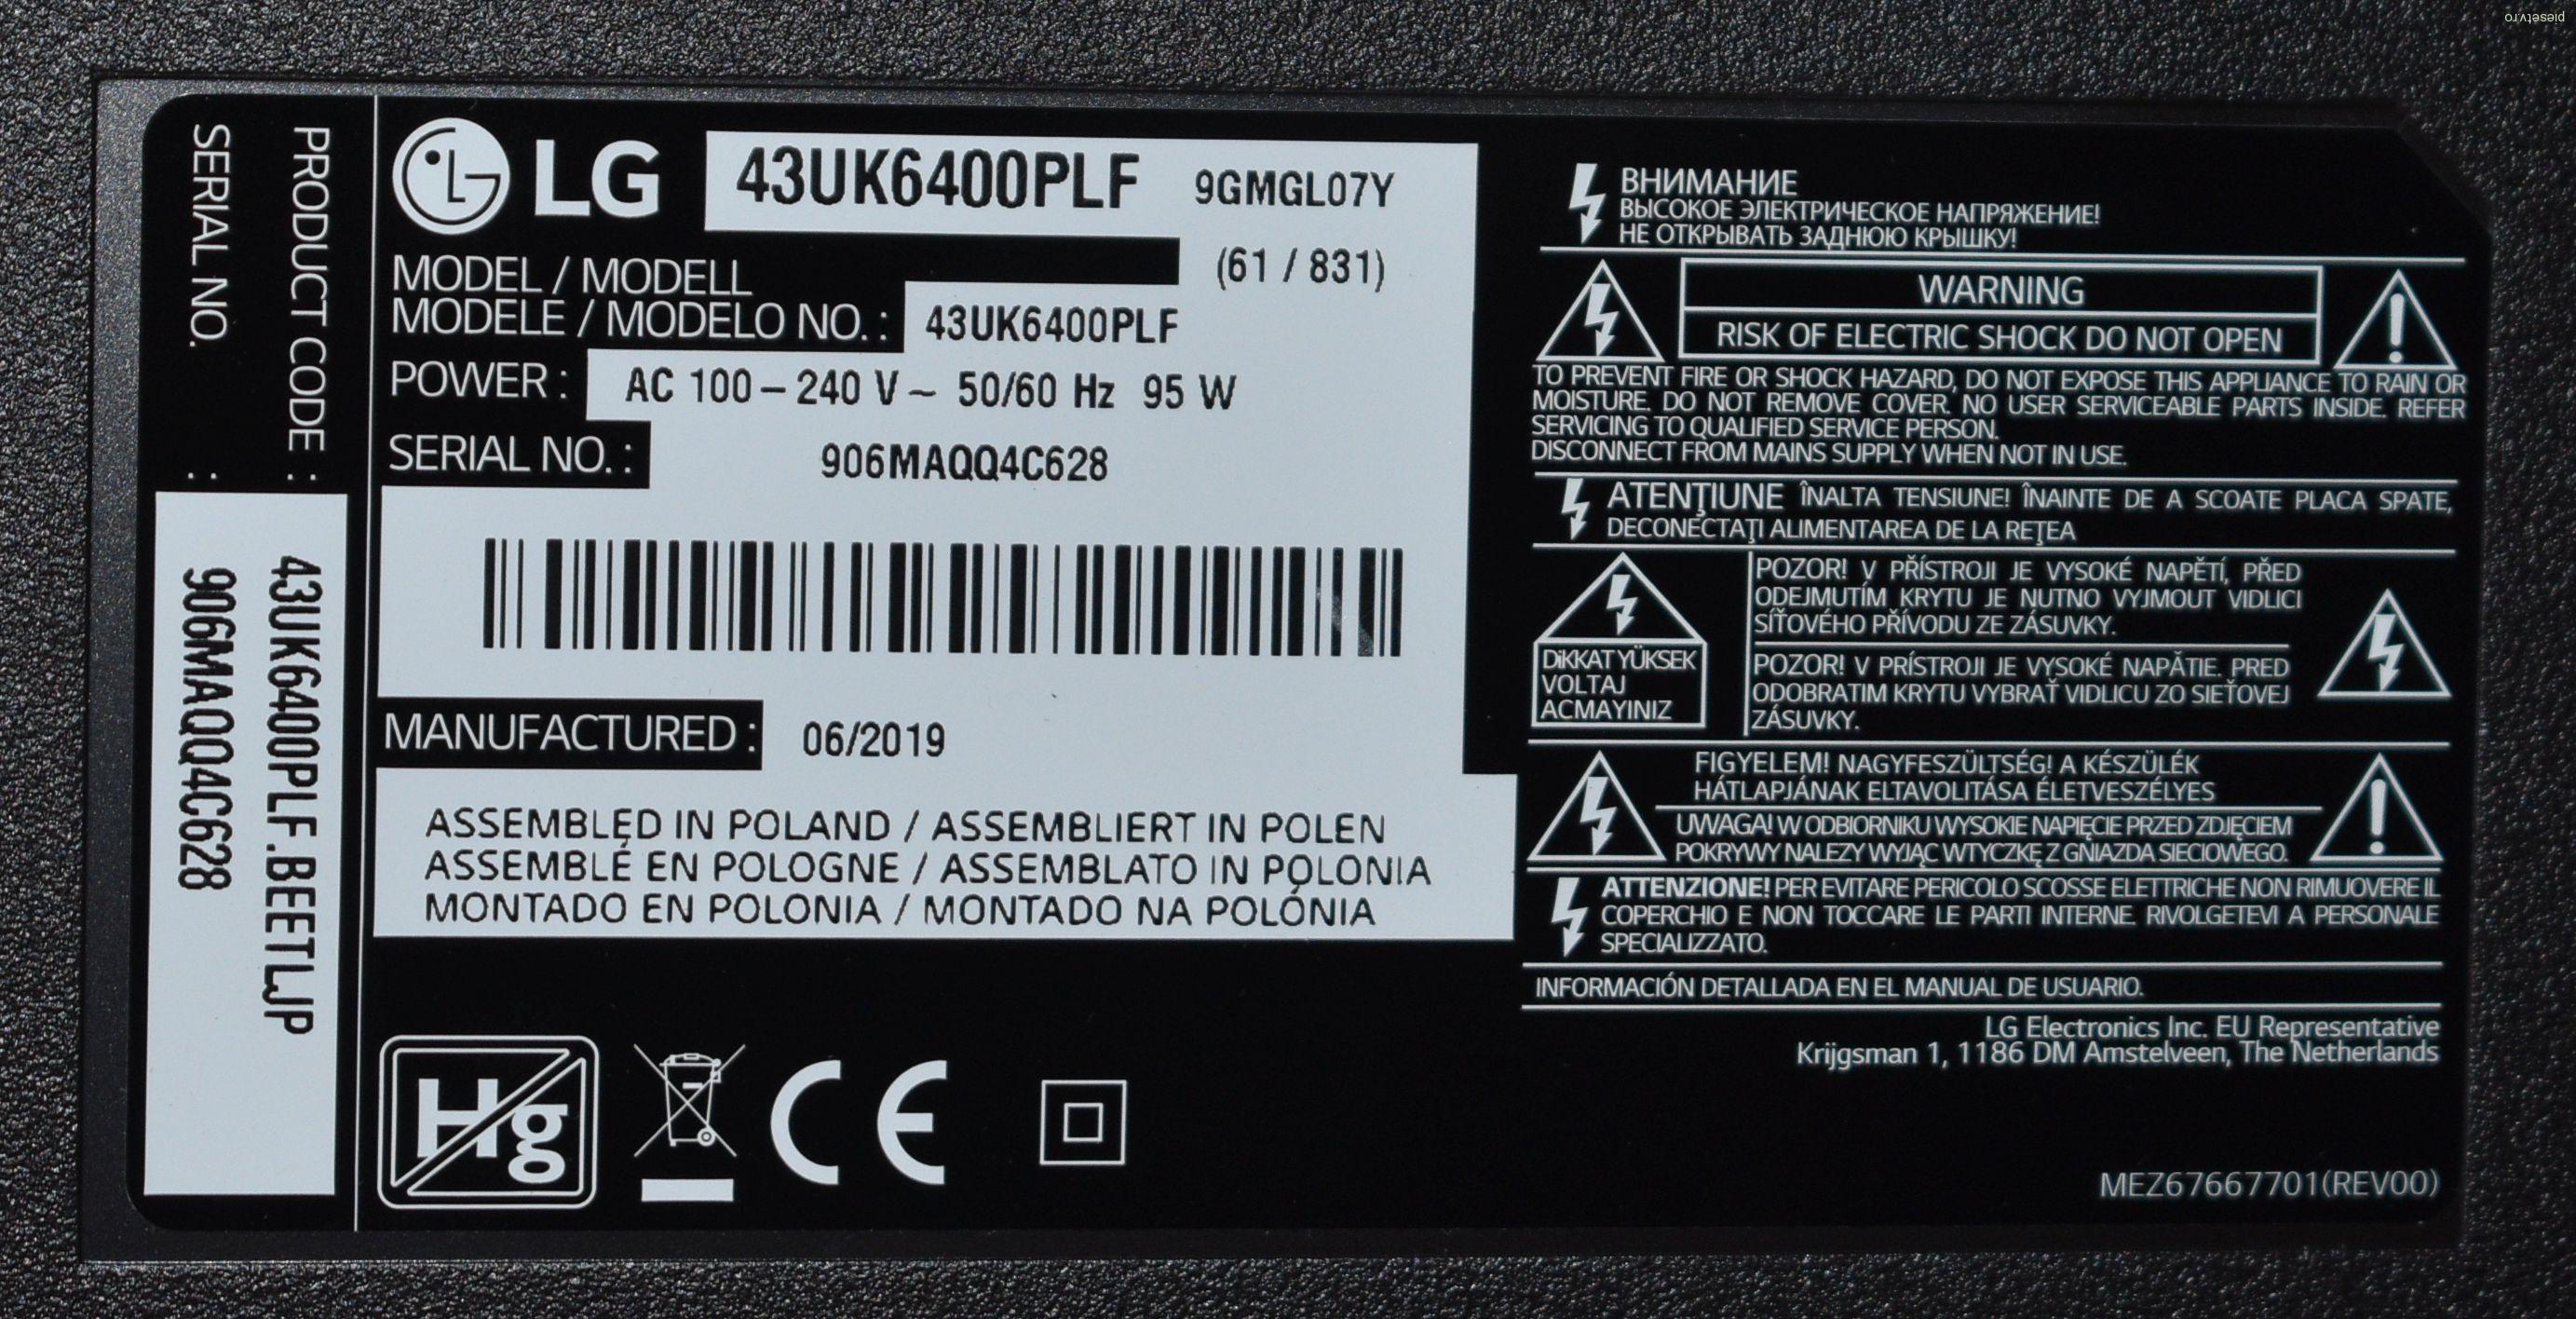 piesetv.ro
PRODUCT CODE : 43UK6400PLF.BEETLJP
SERIAL NO. : 906MAQQ4C628
LG 43UK6400PLF 9GMGL07Y
(61 / 831)
MODEL / MODELL
MODELE / MODELO NO. : 43UK6400PLF
POWER : AC 100 – 240 V ~ 50/60 Hz 95 W
SERIAL NO. : 906MAQQ4C628
MANUFACTURED : 06/2019
ASSEMBLED IN POLAND / ASSEMBLIERT IN POLEN
ASSEMBLÉ EN POLOGNE / ASSEMBLATO IN POLONIA
MONTADO EN POLONIA / MONTADO NA POLÓNIA
Hg
CE
ВНИМАНИЕ
ВЫСОКОЕ ЭЛЕКТРИЧЕСКОЕ НАПРЯЖЕНИЕ!
НЕ ОТКРЫВАТЬ ЗАДНЮЮ КРЫШКУ!
WARNING
RISK OF ELECTRIC SHOCK DO NOT OPEN
TO PREVENT FIRE OR SHOCK HAZARD, DO NOT EXPOSE THIS APPLIANCE TO RAIN OR
MOISTURE. DO NOT REMOVE COVER. NO USER SERVICEABLE PARTS INSIDE. REFER
SERVICING TO QUALIFIED SERVICE PERSON.
DISCONNECT FROM MAINS SUPPLY WHEN NOT IN USE.
ATENŢIUNE ÎNALTA TENSIUNE! ÎNAINTE DE A SCOATE PLACA SPATE,
DECONECTAŢI ALIMENTAREA DE LA REŢEA
DİKKAT YÜKSEK
VOLTAJ
AÇMAYINIZ
POZOR! V PŘÍSTROJI JE VYSOKÉ NAPĚTÍ, PŘED
ODEJMUTÍM KRYTU JE NUTNO VYJMOUT VIDLICI
SÍŤOVÉHO PŘÍVODU ZE ZÁSUVKY.
POZOR! V PRÍSTROJI JE VYSOKÉ NAPÄTIE. PRED
ODOBRATIM KRYTU VYBRAŤ VIDLICU ZO SIEŤOVEJ
ZÁSUVKY.
FIGYELEM! NAGYFESZÜLTSÉG! A KÉSZÜLÉK
HÁTLAPJÁNAK ELTAVOLITÁSA ÉLETVESZÉLYES
UWAGA! W ODBIORNIKU WYSOKIE NAPIĘCIE PRZED ZDJĘCIEM
POKRYWY NALEZY WYJĄC WTYCZKĘ Z GNIAZDA SIECIOWEGO.
ATTENZIONE! PER EVITARE PERICOLO SCOSSE ELETTRICHE NON RIMUOVERE IL
COPERCHIO E NON TOCCARE LE PARTI INTERNE. RIVOLGETEVI A PERSONALE
SPECIALIZZATO.
INFORMACIÓN DETALLADA EN EL MANUAL DE USUARIO.
LG Electronics Inc. EU Representative
Krijgsman 1, 1186 DM Amstelveen, The Netherlands
MEZ67667701(REV00)